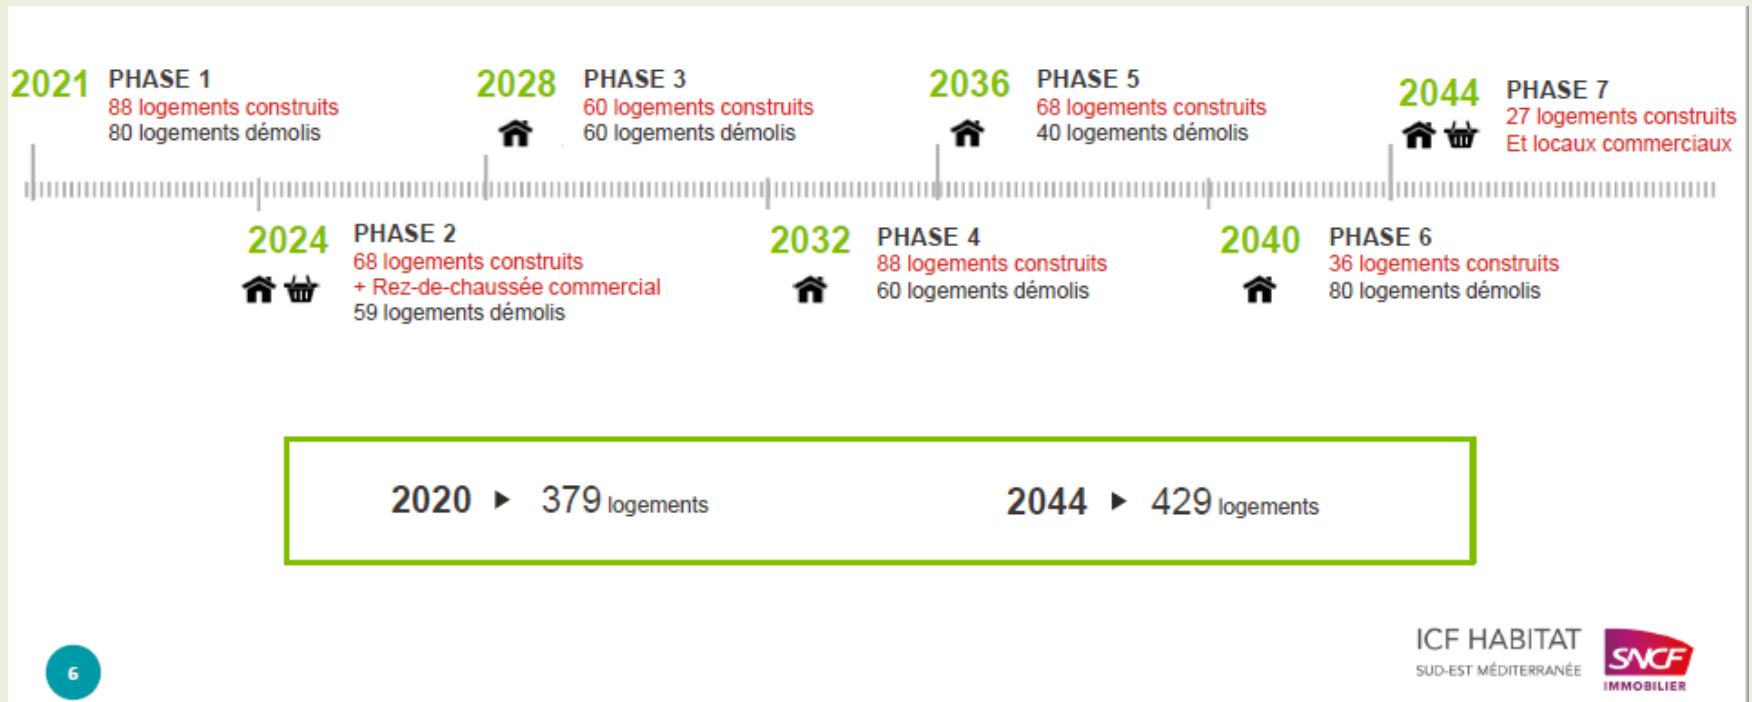 2021
PHASE 1
88 logements construits
80 logements démolis
2028
PHASE 3
60 logements construits
60 logements démolis
2036
PHASE 5
68 logements construits
40 logements démolis
2044
PHASE 7
27 logements construits
Et locaux commerciaux
2024
PHASE 2
68 logements construits
+ Rez-de-chaussée commercial
59 logements démolis
2032
PHASE 4
88 logements construits
60 logements démolis
2040
PHASE 6
36 logements construits
80 logements démolis
2020 ► 379 logements
2044 ► 429 logements
6
ICF HABITAT
SUD-EST MÉDITERRANÉE
SNCF
IMMOBILIER